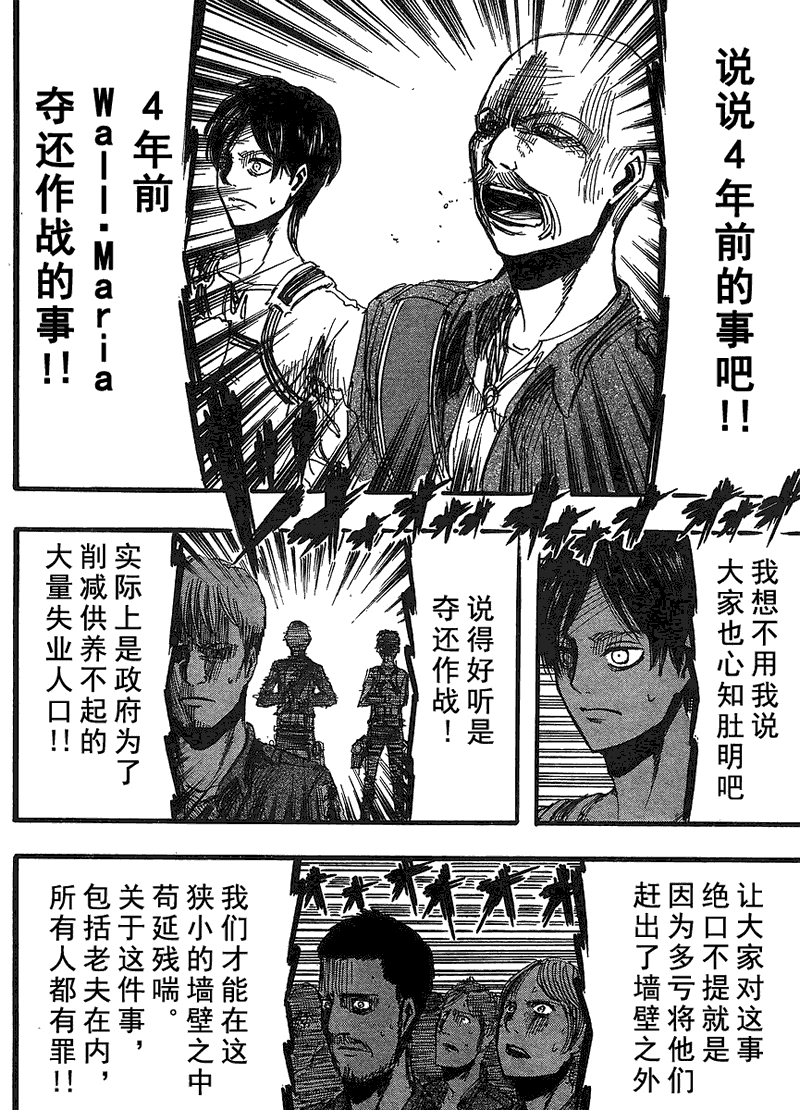 说说4年前的事吧!!
4年前
Wall·Maria
夺还作战的事!!
我想不用我说
大家也心知肚明吧
说得好听是
夺还作战!
实际上是政府为了
削减供养不起的
大量失业人口!!
让大家对这事
绝口不提就是
因为多亏将他们
赶出了墙壁之外
我们才能在这
狭小的墙壁之中
苟延残喘。
关于这件事，
包括老夫在内，
所有人都有罪!!